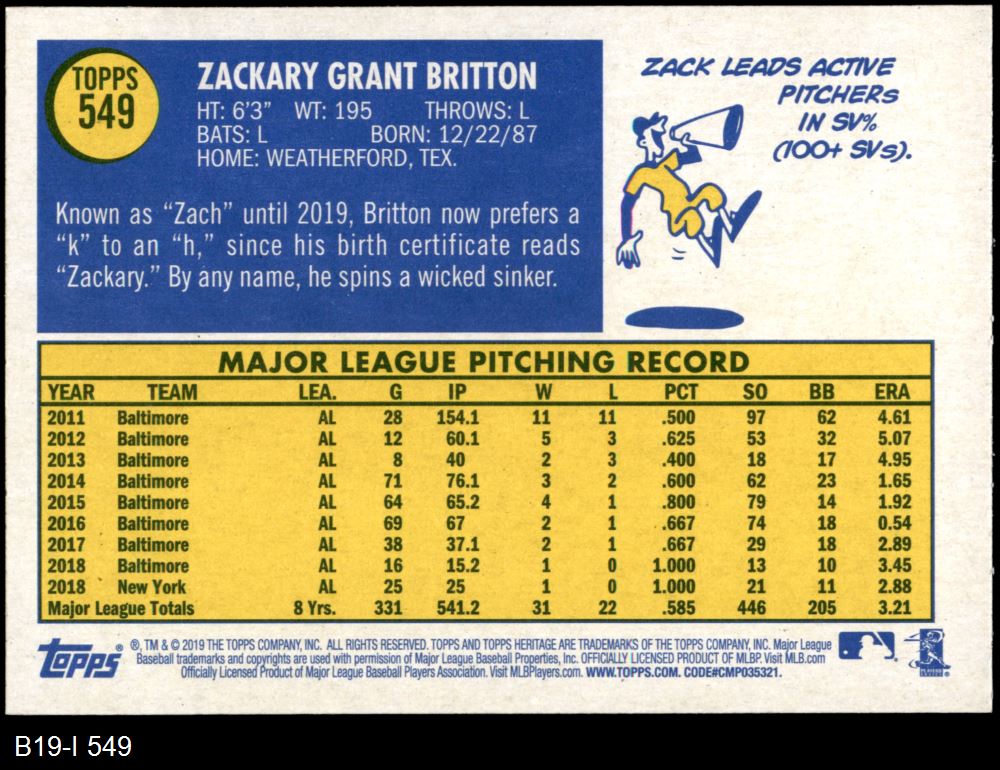 TOPPS
549
ZACKARY GRANT BRITTON
HT: 6'3" WT: 195 THROWS: L
BATS: L BORN: 12/22/87
HOME: WEATHERFORD, TEX.
Known as "Zach" until 2019, Britton now prefers a
"k" to an "h," since his birth certificate reads
"Zackary." By any name, he spins a wicked sinker.
ZACK LEADS ACTIVE
PITCHERS
IN SV%
(100+ SVs).
MAJOR LEAGUE PITCHING RECORD
YEAR TEAM LEA. G IP W L PCT SO BB ERA
2011 Baltimore AL 28 154.1 11 11 .500 97 62 4.61
2012 Baltimore AL 12 60.1 5 3 .625 53 32 5.07
2013 Baltimore AL 8 40 2 3 .400 18 17 4.95
2014 Baltimore AL 71 76.1 3 2 .600 62 23 1.65
2015 Baltimore AL 64 65.2 4 1 .800 79 14 1.92
2016 Baltimore AL 69 67 2 1 .667 74 18 0.54
2017 Baltimore AL 38 37.1 2 1 .667 29 18 2.89
2018 Baltimore AL 16 15.2 1 0 1.000 13 10 3.45
2018 New York AL 25 25 1 0 1.000 21 11 2.88
Major League Totals 8 Yrs. 331 541.2 31 22 .585 446 205 3.21
topps
®, TM & © 2019 THE TOPPS COMPANY, INC. ALL RIGHTS RESERVED. TOPPS AND TOPPS HERITAGE ARE TRADEMARKS OF THE TOPPS COMPANY, INC. Major League
Baseball trademarks and copyrights are used with permission of Major League Baseball Properties, Inc. OFFICIALLY LICENSED PRODUCT OF MLBP. Visit MLB.com
Officially Licensed Product of Major League Baseball Players Association. Visit MLBPlayers.com. WWW.TOPPS.COM. CODE#CMP035321.
B19-I 549